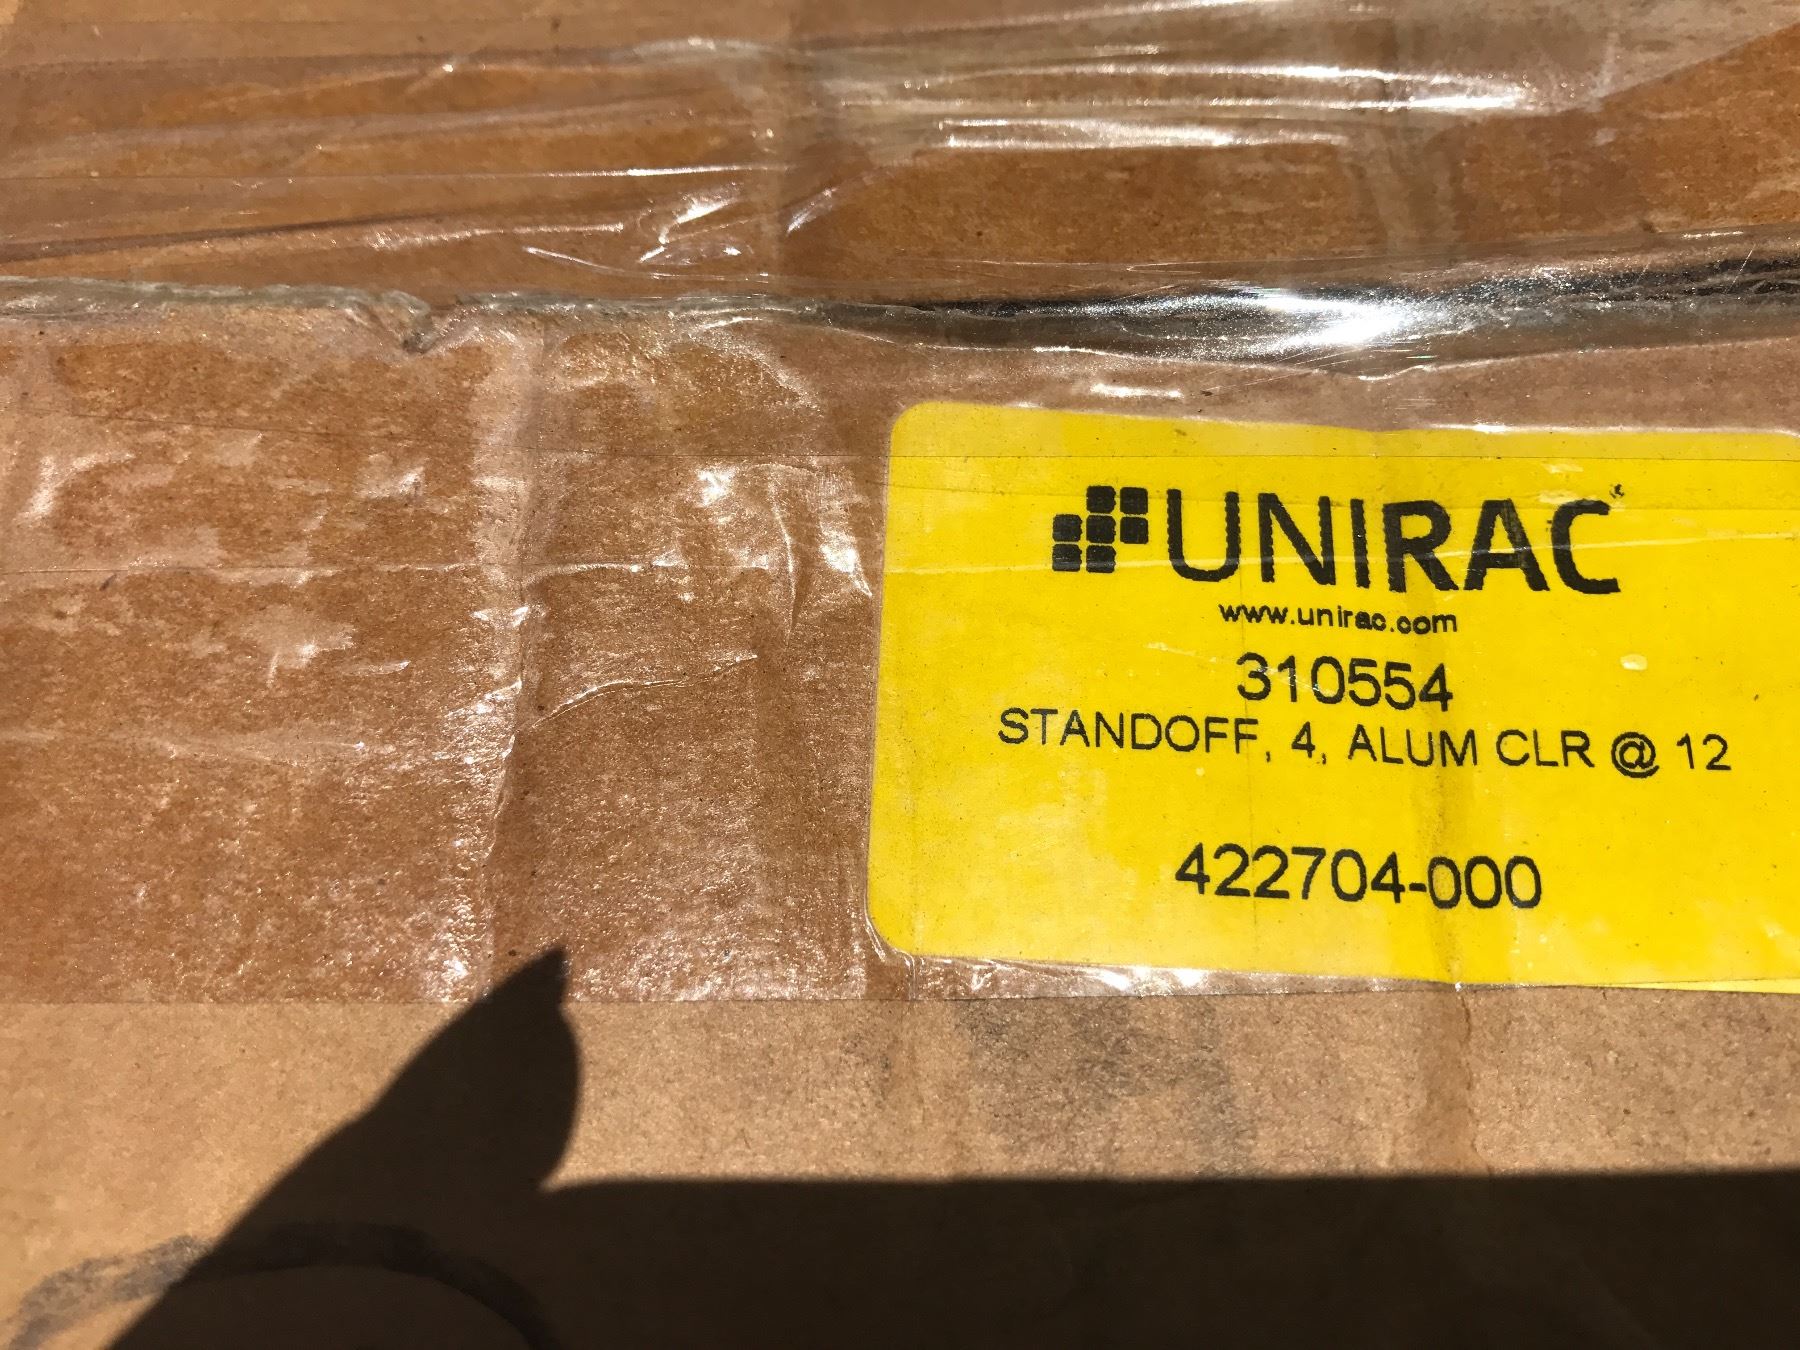 UNIRAC
www.unirac.com
310554
STANDOFF, 4, ALUM CLR @ 12
422704-000